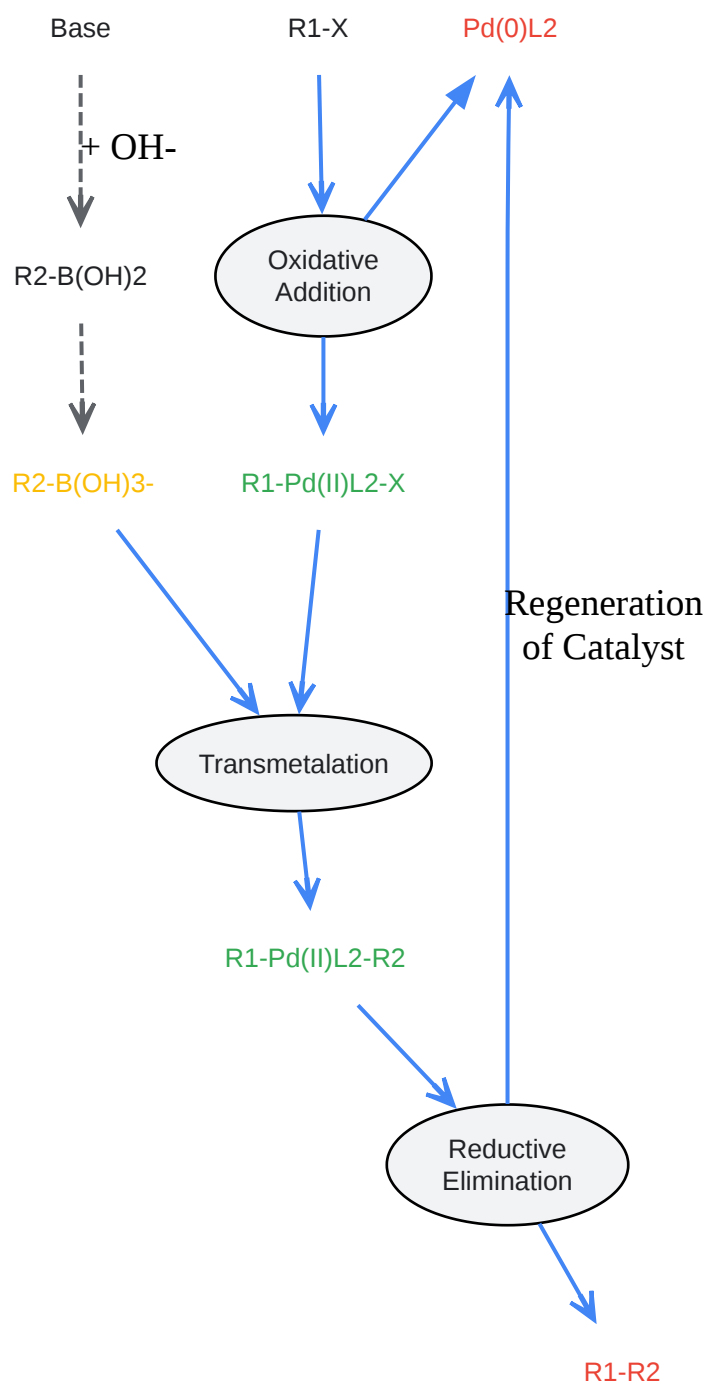 Base
R1-X
Pd(0)L2
+ OH-
R2-B(OH)2
Oxidative
Addition
R2-B(OH)3-
R1-Pd(II)L2-X
Regeneration
of Catalyst
Transmetalation
R1-Pd(II)L2-R2
Reductive
Elimination
R1-R2